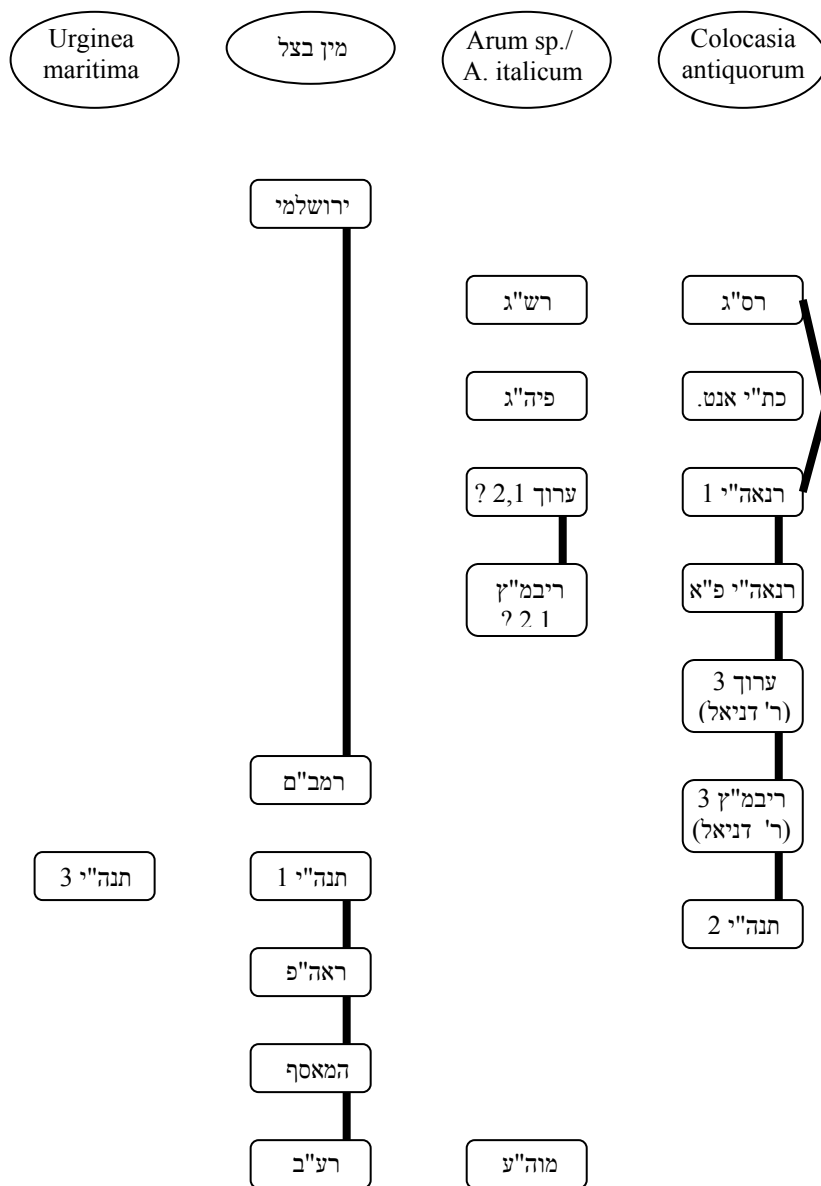 Urginea
maritima
מין בצל
Arum sp./
A. italicum
Colocasia
antiquorum
ירושלמי
רש"ג
רס"ג
פיה"ג
כת"י אנט.
ערוך 2,1 ?
רנאה"י 1
ריבמ"ץ
2,1 ?
רנאה"י פ"א
ערוך 3
(ר' דניאל)
רמב"ם
ריבמ"ץ 3
(ר' דניאל)
תנה"י 3
תנה"י 1
תנה"י 2
ראה"פ
המאסף
רע"ב
מוה"ע